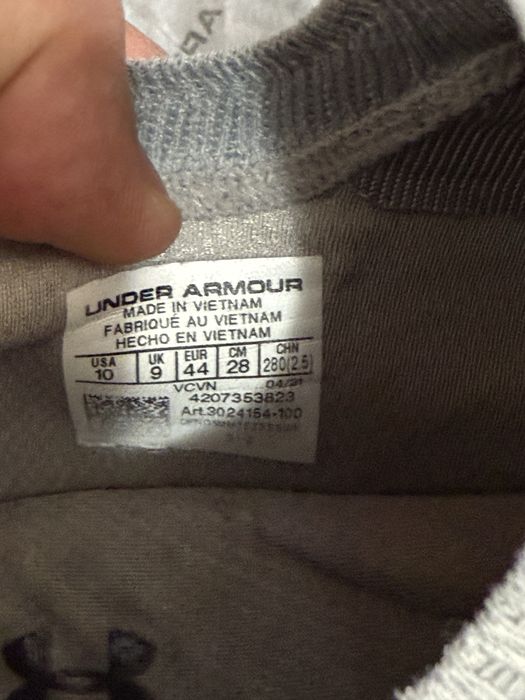 UNDER ARMOUR
MADE IN VIETNAM
FABRIQUÉ AU VIETNAM
HECHO EN VIETNAM
USA UK EUR CM CHN
10 9 44 28 280(2.5)
VCVN 04/21
4207353823
Art.3024154-100